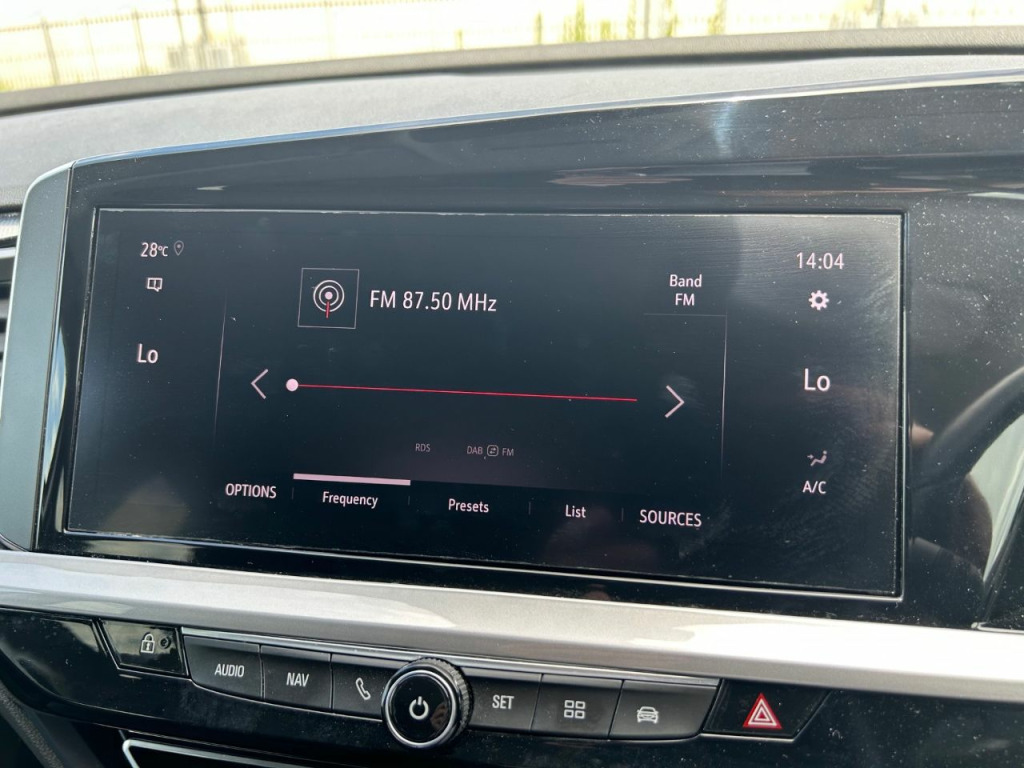 28°C
14:04
FM 87.50 MHz
Band
FM
Lo
Lo
RDS
DAB FM
A/C
OPTIONS
Frequency
Presets
List
SOURCES
AUDIO
NAV
SET